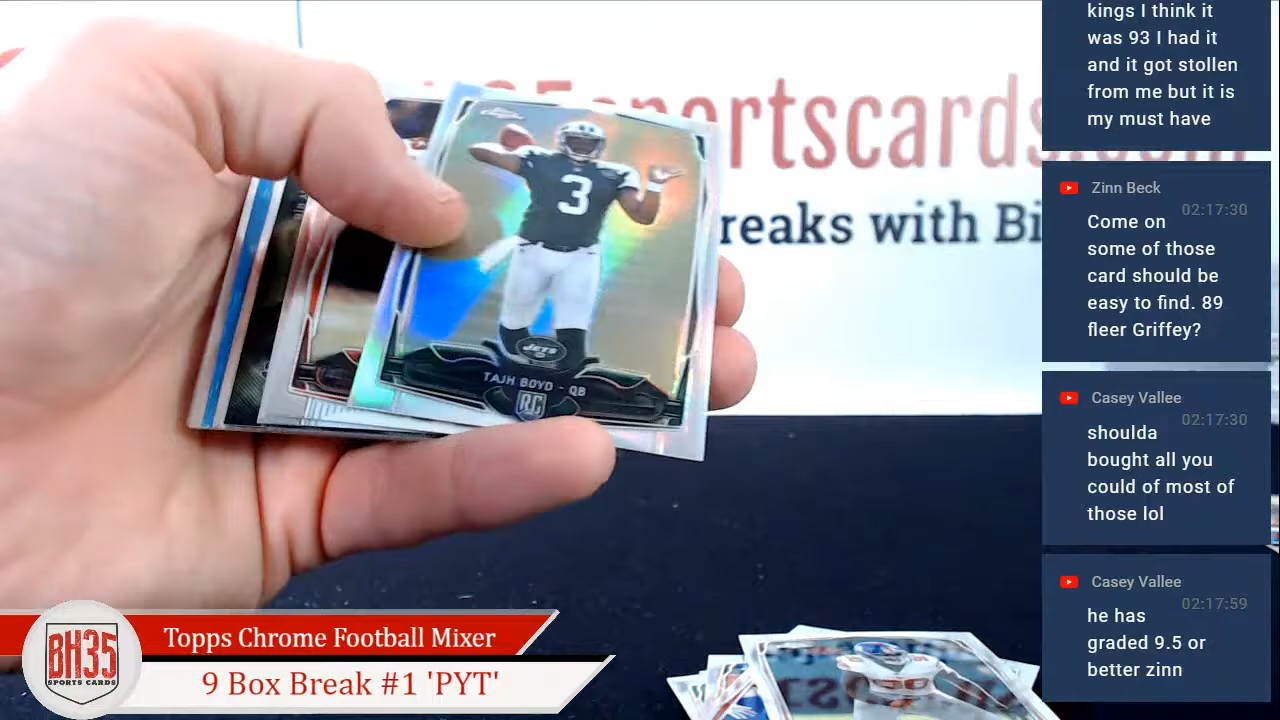 kings I think it
was 93 I had it
and it got stollen
from me but it is
my must have
Zinn Beck
02:17:30
Come on
some of those
card should be
easy to find. 89
fleer Griffey?
Casey Vallee
02:17:30
shoulda
bought all you
could of most of
those lol
Casey Vallee
02:17:59
he has
graded 9.5 or
better zinn
sportscards.com
reaks with Bi
3
JETS
TAJH BOYD - QB
RC
BH35
SPORTS CARDS
Topps Chrome Football Mixer
9 Box Break #1 'PYT'